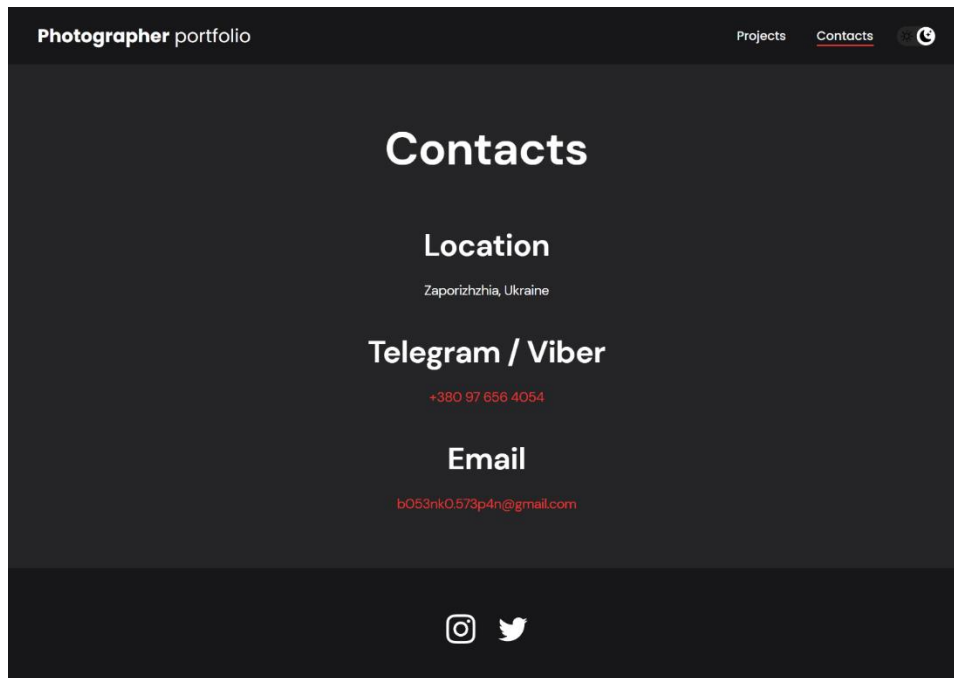 Photographer portfolio
Projects
Contacts
Contacts
Location
Zaporizhzhia, Ukraine
Telegram / Viber
+380 97 656 4054
Email
b053nk0.573p4n@gmail.com